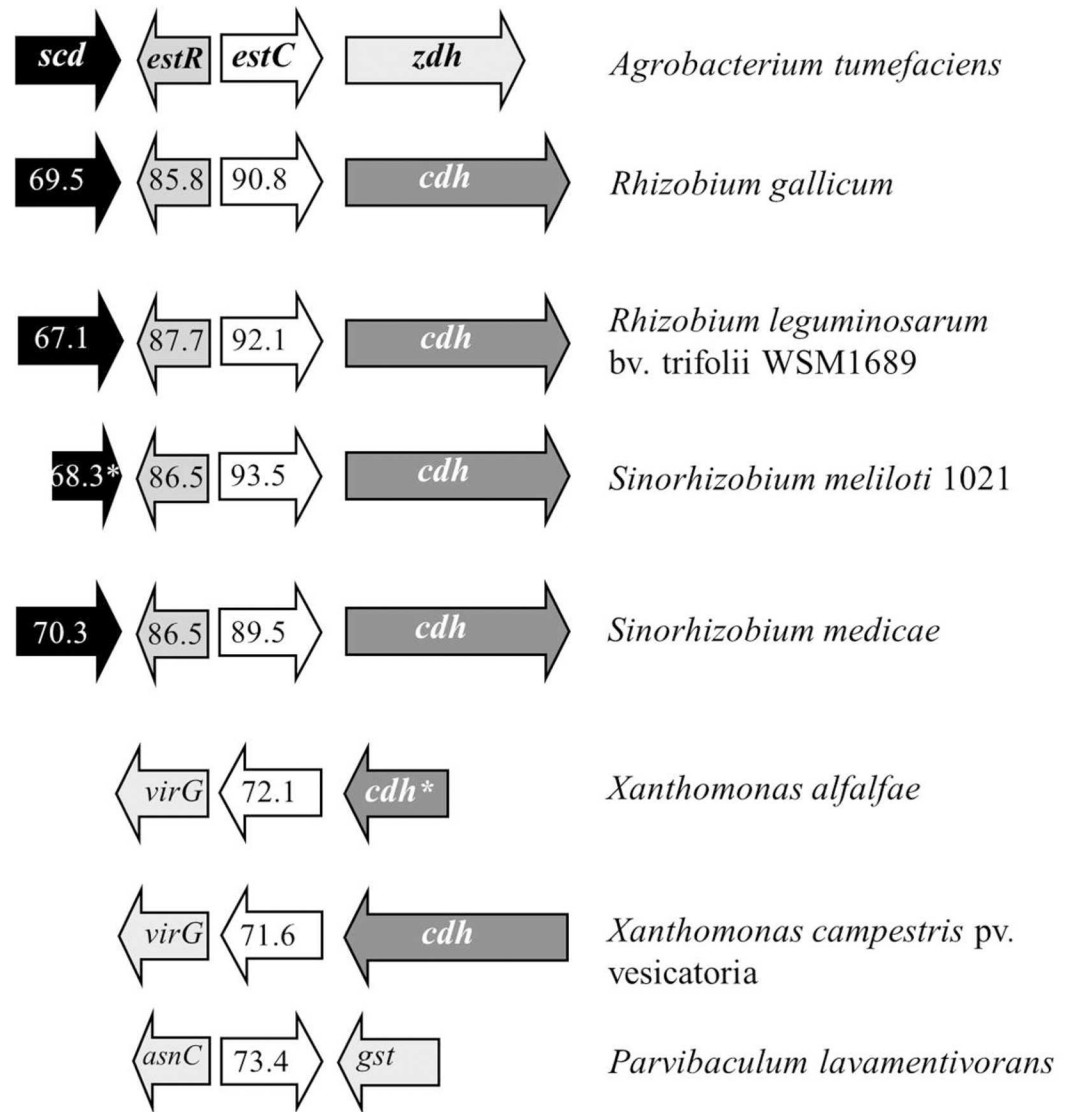 scd estR estC zdh Agrobacterium tumefaciens
69.5 85.8 90.8 cdh Rhizobium gallicum
67.1 87.7 92.1 cdh Rhizobium leguminosarum
bv. trifolii WSM1689
68.3* 86.5 93.5 cdh Sinorhizobium meliloti 1021
70.3 86.5 89.5 cdh Sinorhizobium medicae
virG 72.1 cdh* Xanthomonas alfalfae
virG 71.6 cdh Xanthomonas campestris pv.
vesicatoria
asnC 73.4 gst Parvibaculum lavamentivorans